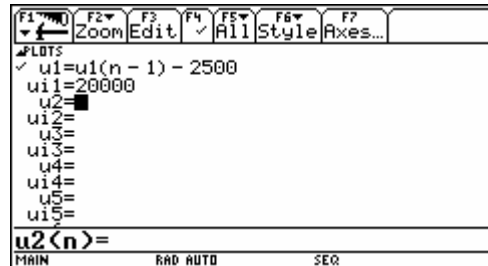 F1 F2 Zoom F3 Edit F4 ✓ F5 All F6 Style F7 Axes...
PLOTS
✓ u1=u1(n - 1) - 2500
ui1=20000
u2=
ui2=
u3=
ui3=
u4=
ui4=
u5=
ui5=
u2(n)=
MAIN RAD AUTO SEQ